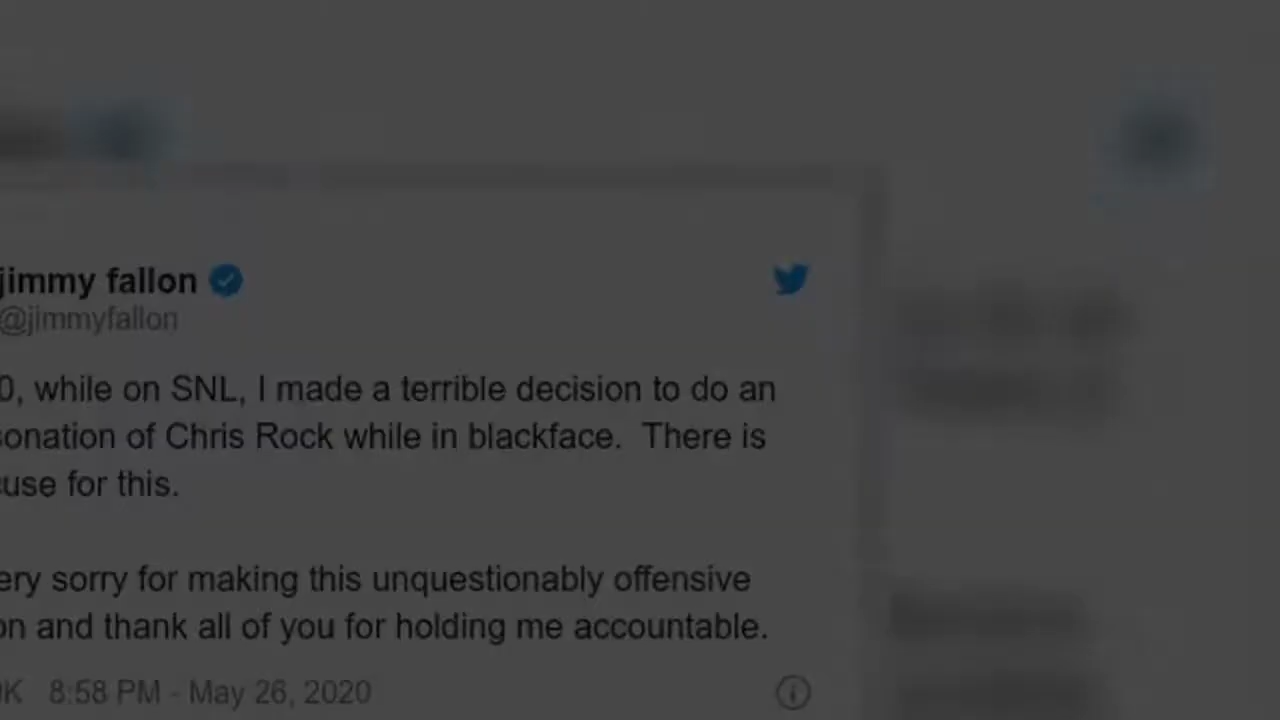 jimmy fallon
@jimmyfallon
0, while on SNL, I made a terrible decision to do an
sonation of Chris Rock while in blackface.  There is
use for this.
ery sorry for making this unquestionably offensive
on and thank all of you for holding me accountable.
K 8:58 PM - May 26, 2020